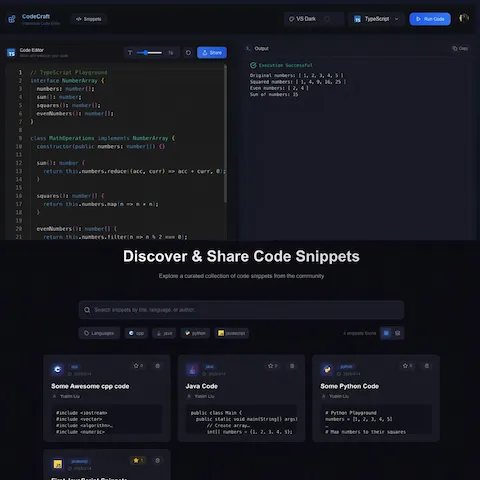 CodeCraft
Interactive Code Editor
Snippets
VS Dark
TypeScript
Run Code
Code Editor
Write and execute your code
16
Share
1 // TypeScript Playground
2 interface NumberArray {
3 numbers: number[];
4 sum(): number;
5 squares(): number[];
6 evenNumbers(): number[];
7 }
8
9 class MathOperations implements NumberArray {
10 constructor(public numbers: number[]) {}
11
12 sum(): number {
13 return this.numbers.reduce((acc, curr) => acc + curr, 0);
14 }
15
16 squares(): number[] {
17 return this.numbers.map(n => n * n);
18 }
19
20 evenNumbers(): number[] {
21 return this.numbers.filter(n => n % 2 === 0);
Output
Copy
Execution Successful
Original numbers: [ 1, 2, 3, 4, 5 ]
Squared numbers: [ 1, 4, 9, 16, 25 ]
Even numbers: [ 2, 4 ]
Sum of numbers: 15
Discover & Share Code Snippets
Explore a curated collection of code snippets from the community
Search snippets by title, language, or author.
Languages
cpp
java
python
javascript
4 snippets found
cpp
0
Some Awesome cpp code
Yuanri Liu
#include <iostream>
#include <vector>
#include <algorithm>…
#include <numeric>
java
0
Java Code
public class Main {
public static void main(String[] args)
// Create array…
int[] numbers = {1, 2, 3, 4, 5};
python
0
Some Python Code
# Python Playground
numbers = [1, 2, 3, 4, 5]
…
# Map numbers to their squares
javascript
1
First JavaScript Snippets